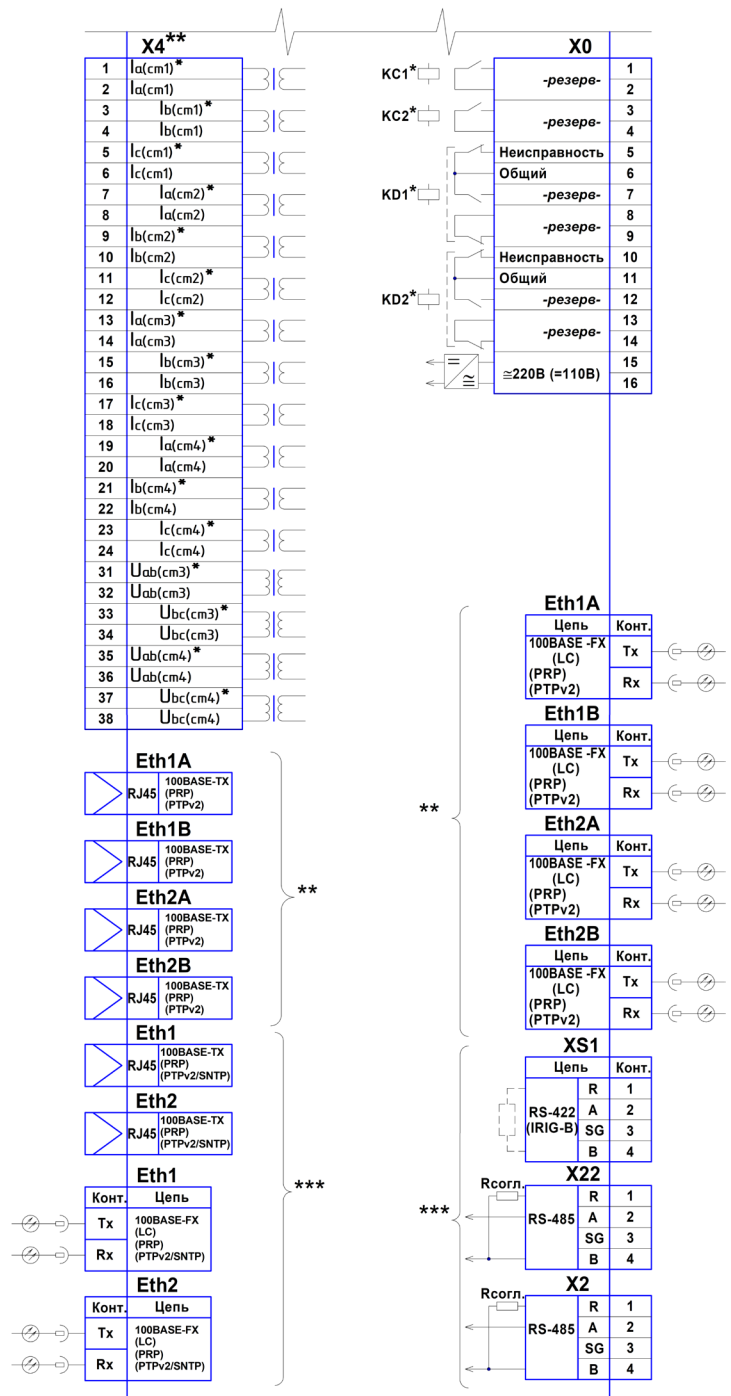 X4**
1 Ia(cm1)*
2 Ia(cm1)
3 Ib(cm1)*
4 Ib(cm1)
5 Ic(cm1)*
6 Ic(cm1)
7 Ia(cm2)*
8 Ia(cm2)
9 Ib(cm2)*
10 Ib(cm2)
11 Ic(cm2)*
12 Ic(cm2)
13 Ia(cm3)*
14 Ia(cm3)
15 Ib(cm3)*
16 Ib(cm3)
17 Ic(cm3)*
18 Ic(cm3)
19 Ia(cm4)*
20 Ia(cm4)
21 Ib(cm4)*
22 Ib(cm4)
23 Ic(cm4)*
24 Ic(cm4)
31 Uab(cm3)*
32 Uab(cm3)
33 Ubc(cm3)*
34 Ubc(cm3)
35 Uab(cm4)*
36 Uab(cm4)
37 Ubc(cm4)*
38 Ubc(cm4)
Eth1A
RJ45
100BASE-TX
(PRP)
(PTPv2)
Eth1B
RJ45
100BASE-TX
(PRP)
(PTPv2)
Eth2A
RJ45
100BASE-TX
(PRP)
(PTPv2)
Eth2B
RJ45
100BASE-TX
(PRP)
(PTPv2)
**
Eth1
RJ45
100BASE-TX
(PRP)
(PTPv2/SNTP)
Eth2
RJ45
100BASE-TX
(PRP)
(PTPv2/SNTP)
Eth1
Конт. Цепь
Tx
Rx
100BASE-FX
(LC)
(PRP)
(PTPv2/SNTP)
Eth2
Конт. Цепь
Tx
Rx
100BASE-FX
(LC)
(PRP)
(PTPv2/SNTP)
***
X0
KC1*
-резерв-
1
2
KC2*
-резерв-
3
4
KD1*
Неисправность 5
Общий 6
-резерв- 7
-резерв-
8
9
KD2*
Неисправность 10
Общий 11
-резерв- 12
-резерв-
13
14
=
≅
≅220В (=110В)
15
16
Eth1A
Цепь Конт.
100BASE -FX
(LC)
(PRP)
(PTPv2)
Tx
Rx
Eth1B
Цепь Конт.
100BASE -FX
(LC)
(PRP)
(PTPv2)
Tx
Rx
**
Eth2A
Цепь Конт.
100BASE -FX
(LC)
(PRP)
(PTPv2)
Tx
Rx
Eth2B
Цепь Конт.
100BASE -FX
(LC)
(PRP)
(PTPv2)
Tx
Rx
XS1
Цепь Конт.
RS-422
(IRIG-B)
R 1
A 2
SG 3
B 4
***
X22
Rсогл.
RS-485
R 1
A 2
SG 3
B 4
X2
Rсогл.
RS-485
R 1
A 2
SG 3
B 4